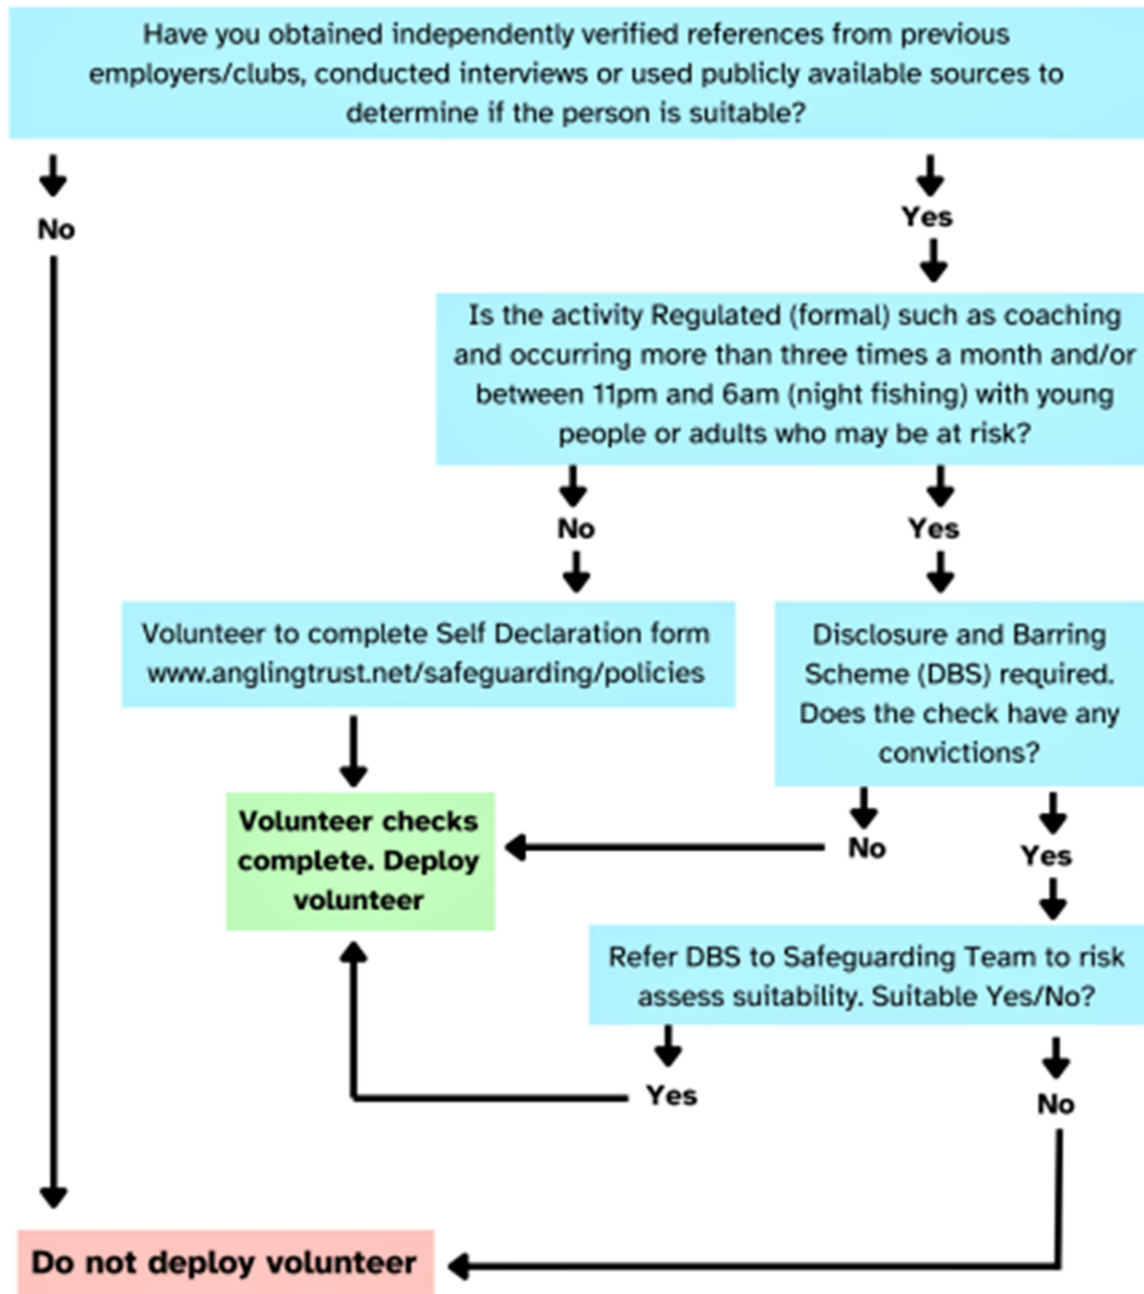 Have you obtained independently verified references from previous
employers/clubs, conducted interviews or used publicly available sources to
determine if the person is suitable?
No
Yes
Is the activity Regulated (formal) such as coaching
and occurring more than three times a month and/or
between 11pm and 6am (night fishing) with young
people or adults who may be at risk?
No
Yes
Volunteer to complete Self Declaration form
www.anglingtrust.net/safeguarding/policies
Disclosure and Barring
Scheme (DBS) required.
Does the check have any
convictions?
Volunteer checks
complete. Deploy
volunteer
No
Yes
Refer DBS to Safeguarding Team to risk
assess suitability. Suitable Yes/No?
Yes
No
Do not deploy volunteer